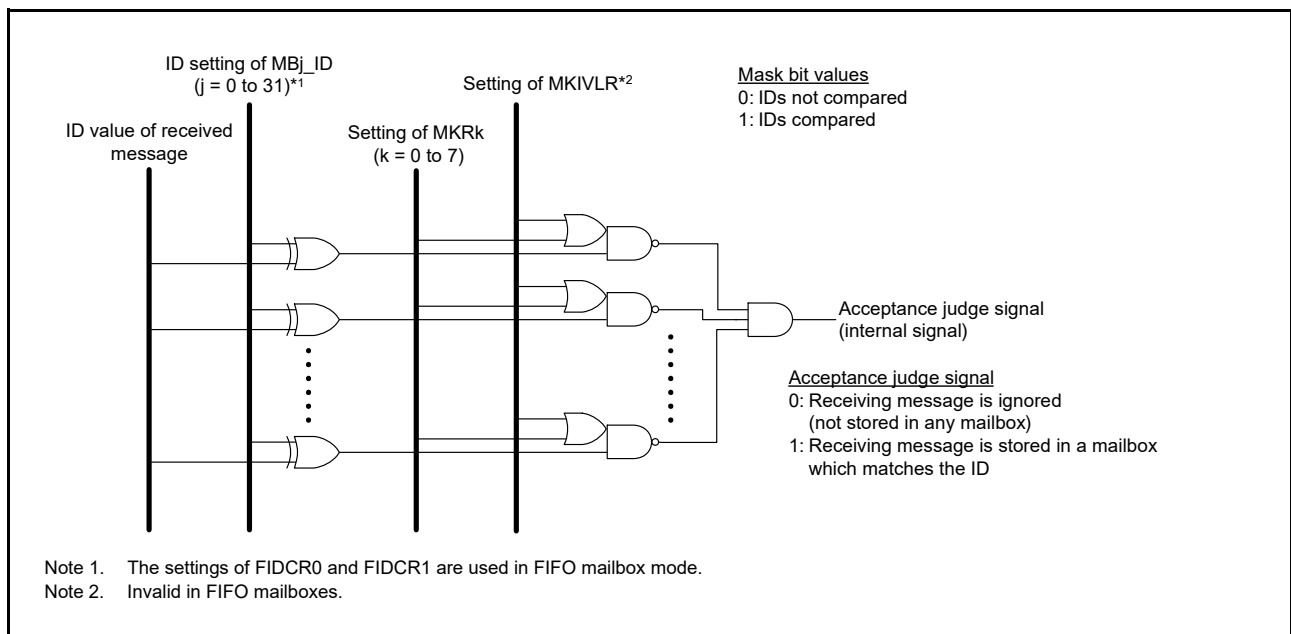 ID setting of MBj_ID
(j = 0 to 31)*1
Setting of MKIVLR*2
Mask bit values
0: IDs not compared
1: IDs compared
ID value of received
message
Setting of MKRk
(k = 0 to 7)
Acceptance judge signal
(internal signal)
Acceptance judge signal
0: Receiving message is ignored
(not stored in any mailbox)
1: Receiving message is stored in a mailbox
which matches the ID
Note 1. The settings of FIDCR0 and FIDCR1 are used in FIFO mailbox mode.
Note 2. Invalid in FIFO mailboxes.